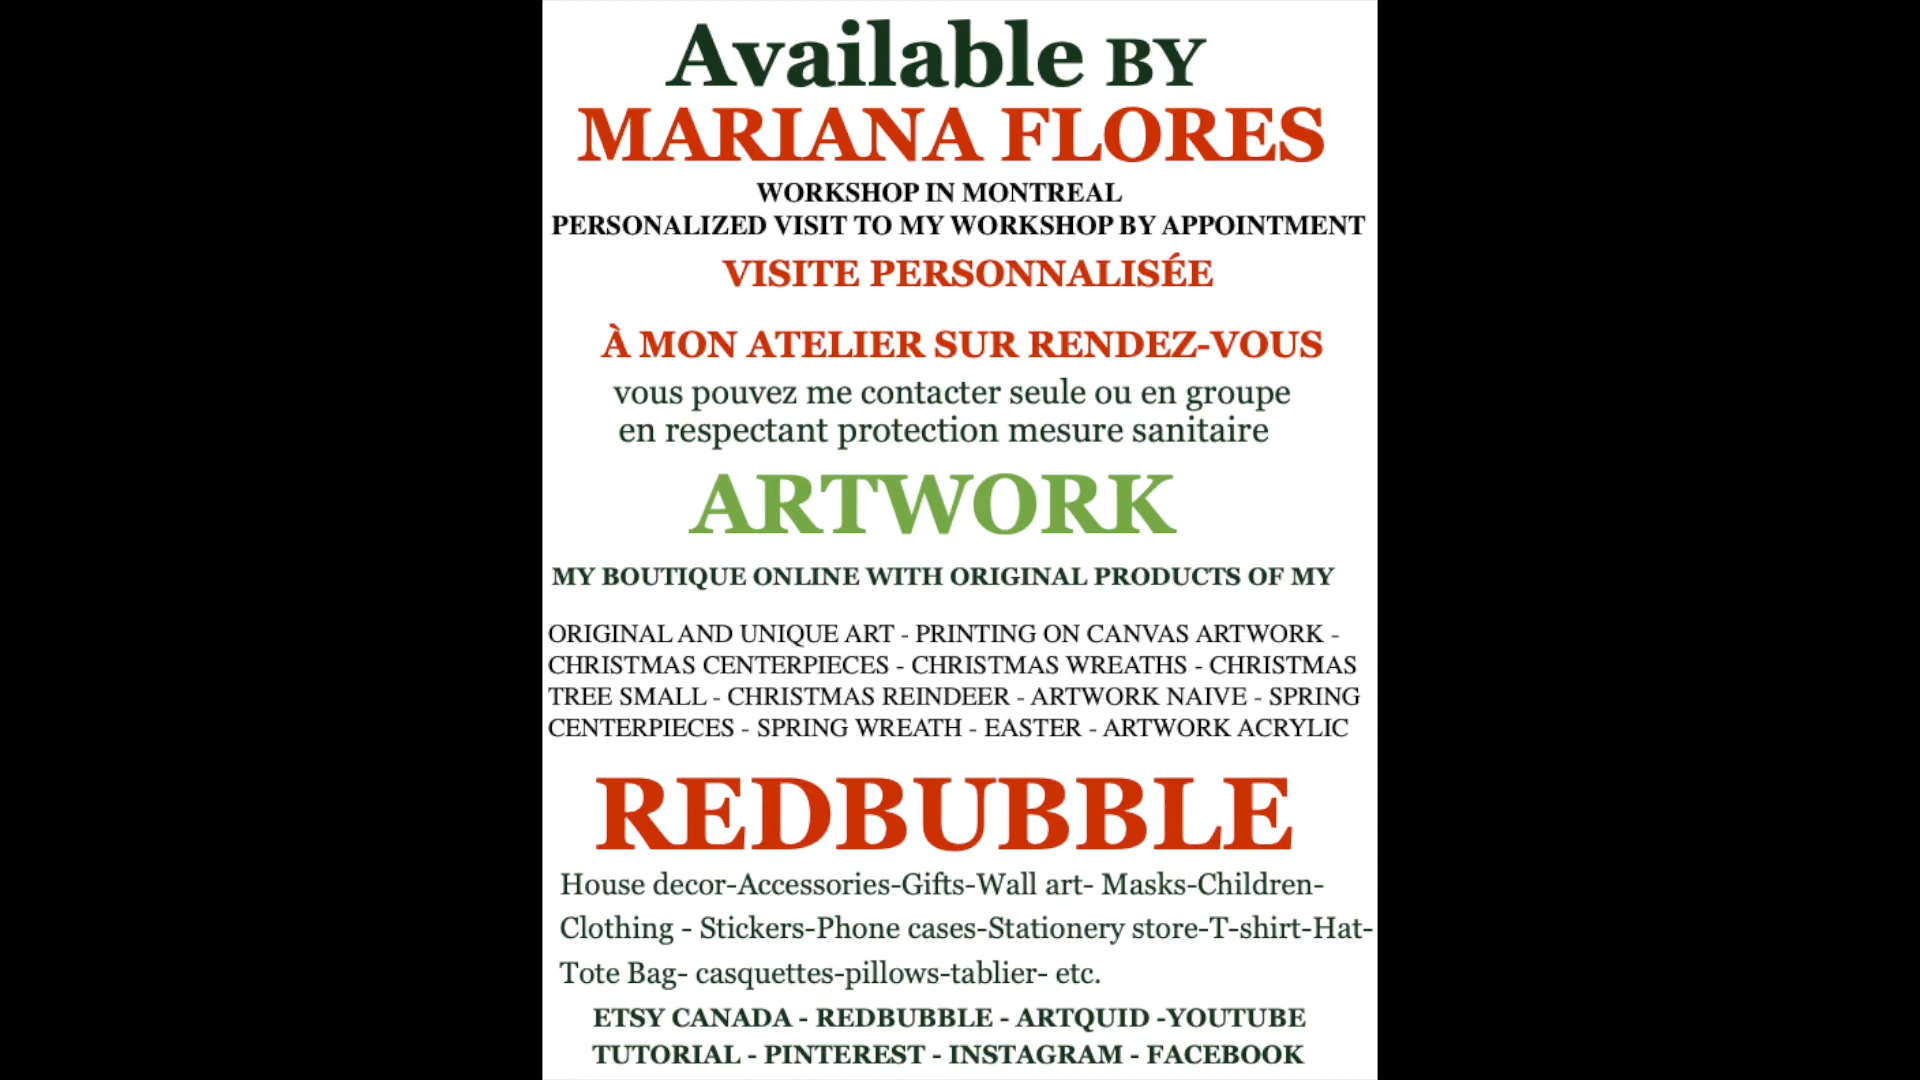 Available BY
MARIANA FLORES
WORKSHOP IN MONTREAL
PERSONALIZED VISIT TO MY WORKSHOP BY APPOINTMENT
VISITE PERSONNALISÉE
À MON ATELIER SUR RENDEZ-VOUS
vous pouvez me contacter seule ou en groupe
en respectant protection mesure sanitaire
ARTWORK
MY BOUTIQUE ONLINE WITH ORIGINAL PRODUCTS OF MY
ORIGINAL AND UNIQUE ART - PRINTING ON CANVAS ARTWORK -
CHRISTMAS CENTERPIECES - CHRISTMAS WREATHS - CHRISTMAS
TREE SMALL - CHRISTMAS REINDEER - ARTWORK NAIVE - SPRING
CENTERPIECES - SPRING WREATH - EASTER - ARTWORK ACRYLIC
REDBUBBLE
House decor-Accessories-Gifts-Wall art- Masks-Children-
Clothing - Stickers-Phone cases-Stationery store-T-shirt-Hat-
Tote Bag- casquettes-pillows-tablier- etc.
ETSY CANADA - REDBUBBLE - ARTQUID -YOUTUBE
TUTORIAL - PINTEREST - INSTAGRAM - FACEBOOK